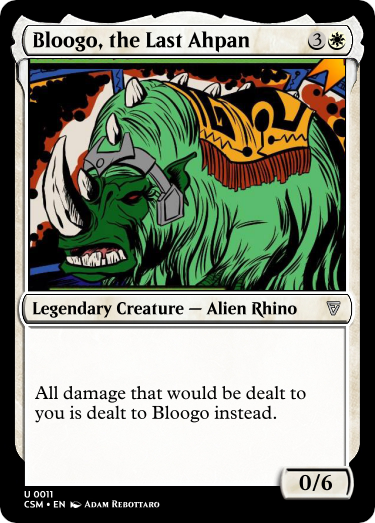 Bloogo, the Last Ahpan 3
Legendary Creature — Alien Rhino
All damage that would be dealt to
you is dealt to Bloogo instead.
0/6
U 0011
CSM • EN Adam Rebottaro